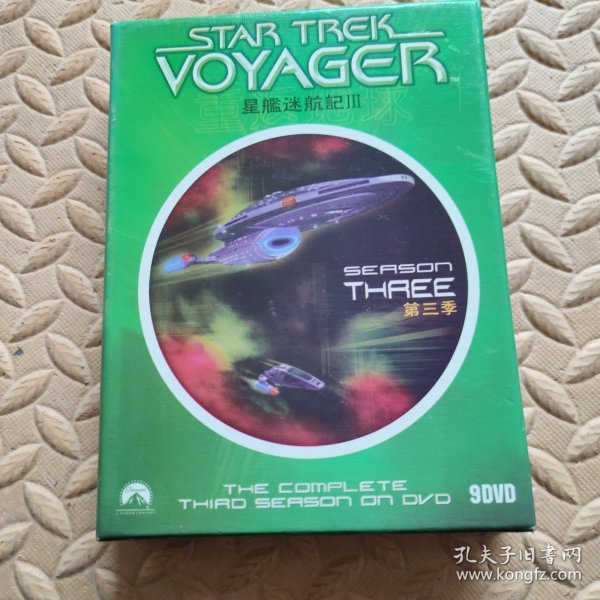 STAR TREK
VOYAGER™
星艦迷航記III
SEASON
THREE
第三季
THE COMPLETE
THIRD SEASON ON DVD
9DVD
孔夫子旧书网
www.kongfz.com